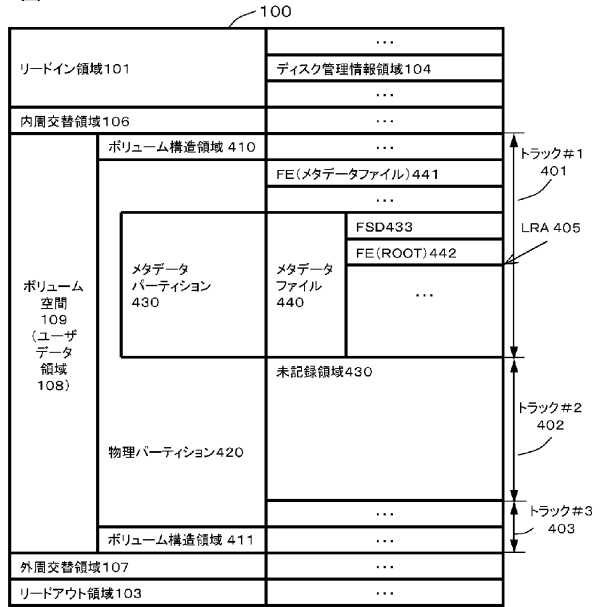 100
リードイン領域101
...
ディスク管理情報領域104
...
内周交替領域106
...
ボリューム構造領域 410
...
トラック#1
401
FE(メタデータファイル)441
...
FSD433
LRA 405
FE(ROOT)442
メタデータ
パーティション
430
メタデータ
ファイル
440
...
ボリューム
空間
109
(ユーザ
データ
領域
108)
未記録領域430
トラック#2
402
物理パーティション420
...
トラック#3
403
ボリューム構造領域 411
...
外周交替領域107
...
リードアウト領域103
...